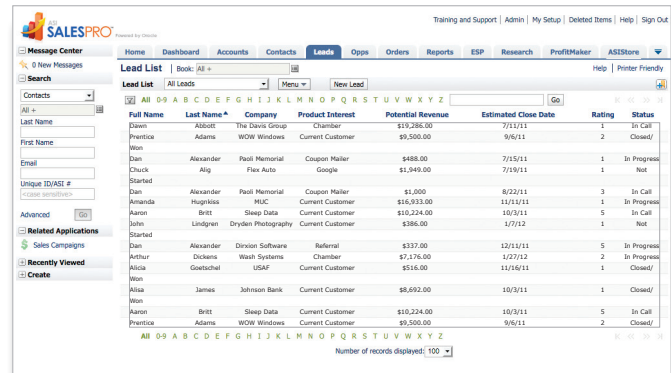 ASI
SALESPRO Powered by Oracle
Training and Support | Admin | My Setup | Deleted Items | Help | Sign Out
Message Center
0 New Messages
Search
Contacts
All +
Last Name
First Name
Email
Unique ID/ASI #
<case sensitive>
Advanced Go
Related Applications
Sales Campaigns
Recently Viewed
Create
Home Dashboard Accounts Contacts Leads Opps Orders Reports ESP Research ProfitMaker ASIStore
Lead List | Book: All + Help | Printer Friendly
Lead List All Leads Menu New Lead
All 0-9 A B C D E F G H I J K L M N O P Q R S T U V W X Y Z Go
Full Name Last Name Company Product Interest Potential Revenue Estimated Close Date Rating Status
Dawn Abbott The Davis Group Chamber $19,286.00 7/11/11 1 In Call
Prentice Adams WOW Windows Current Customer $9,500.00 9/6/11 2 Closed/
Won
Dan Alexander Paoli Memorial Coupon Mailer $488.00 7/15/11 1 In Progress
Chuck Alig Flex Auto Google $1,949.00 7/19/11 1 Not
Started
Dan Alexander Paoli Memorial Coupon Mailer $1,000 8/22/11 3 In Call
Amanda Hugnkiss MUC Current Customer $16,933.00 11/11/11 1 In Progress
Aaron Britt Sleep Data Current Customer $10,224.00 10/3/11 5 In Call
John Lindgren Dryden Photography Current Customer $386.00 1/7/12 1 Not
Started
Dan Alexander Dirxion Software Referral $337.00 12/11/11 5 In Progress
Arthur Dickens Wash Systems Chamber $7,176.00 1/27/12 2 In Progress
Alicia Goetschel USAF Current Customer $516.00 11/16/11 1 Closed/
Won
Alisa James Johnson Bank Current Customer $8,692.00 10/3/11 1 Closed/
Won
Aaron Britt Sleep Data Current Customer $10,224.00 10/3/11 5 In Call
Prentice Adams WOW Windows Current Customer $9,500.00 9/6/11 2 Closed/
All 0-9 A B C D E F G H I J K L M N O P Q R S T U V W X Y Z
Number of records displayed: 100